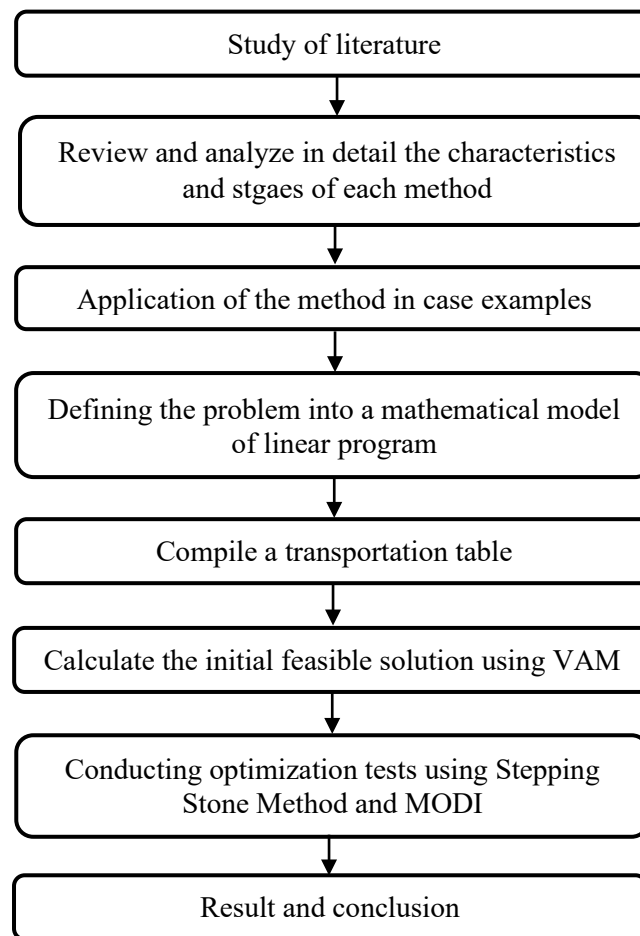 Study of literature
Review and analyze in detail the characteristics
and stgaes of each method
Application of the method in case examples
Defining the problem into a mathematical model
of linear program
Compile a transportation table
Calculate the initial feasible solution using VAM
Conducting optimization tests using Stepping
Stone Method and MODI
Result and conclusion